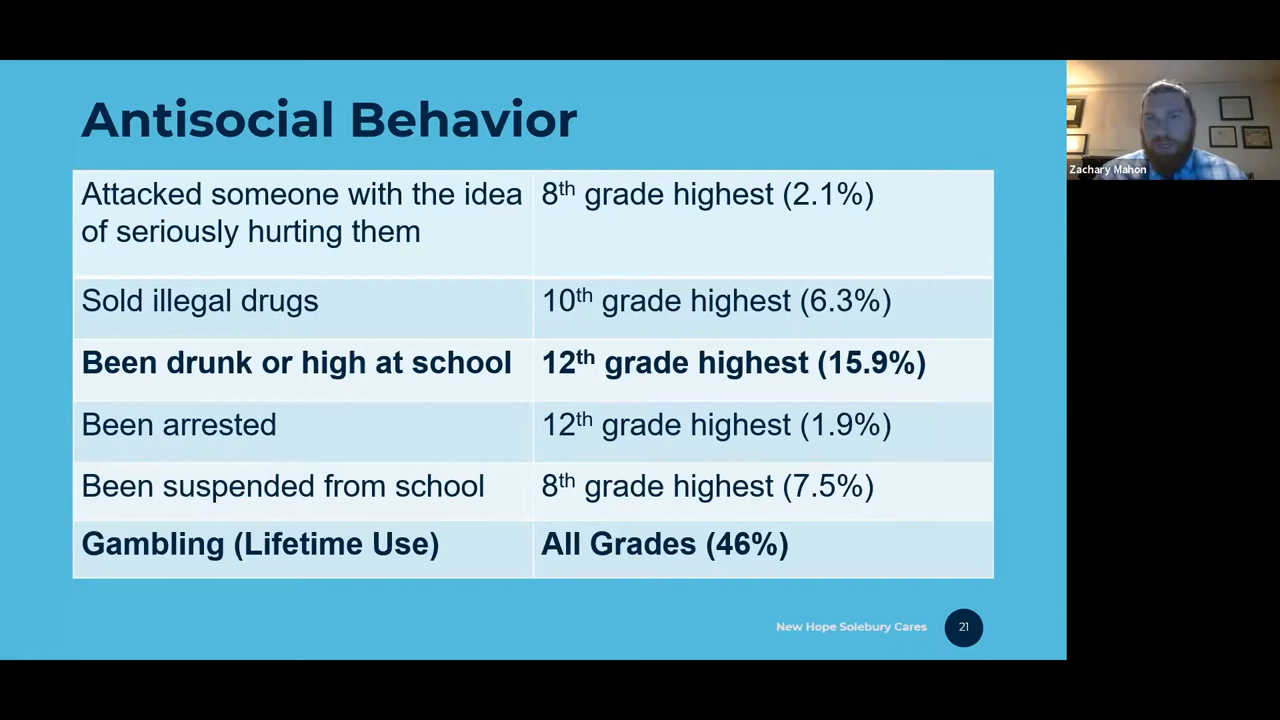 Antisocial Behavior
Attacked someone with the idea of seriously hurting them
8th grade highest (2.1%)
Sold illegal drugs
10th grade highest (6.3%)
Been drunk or high at school
12th grade highest (15.9%)
Been arrested
12th grade highest (1.9%)
Been suspended from school
8th grade highest (7.5%)
Gambling (Lifetime Use)
All Grades (46%)
New Hope Solebury Cares
21
Zachary Mahon